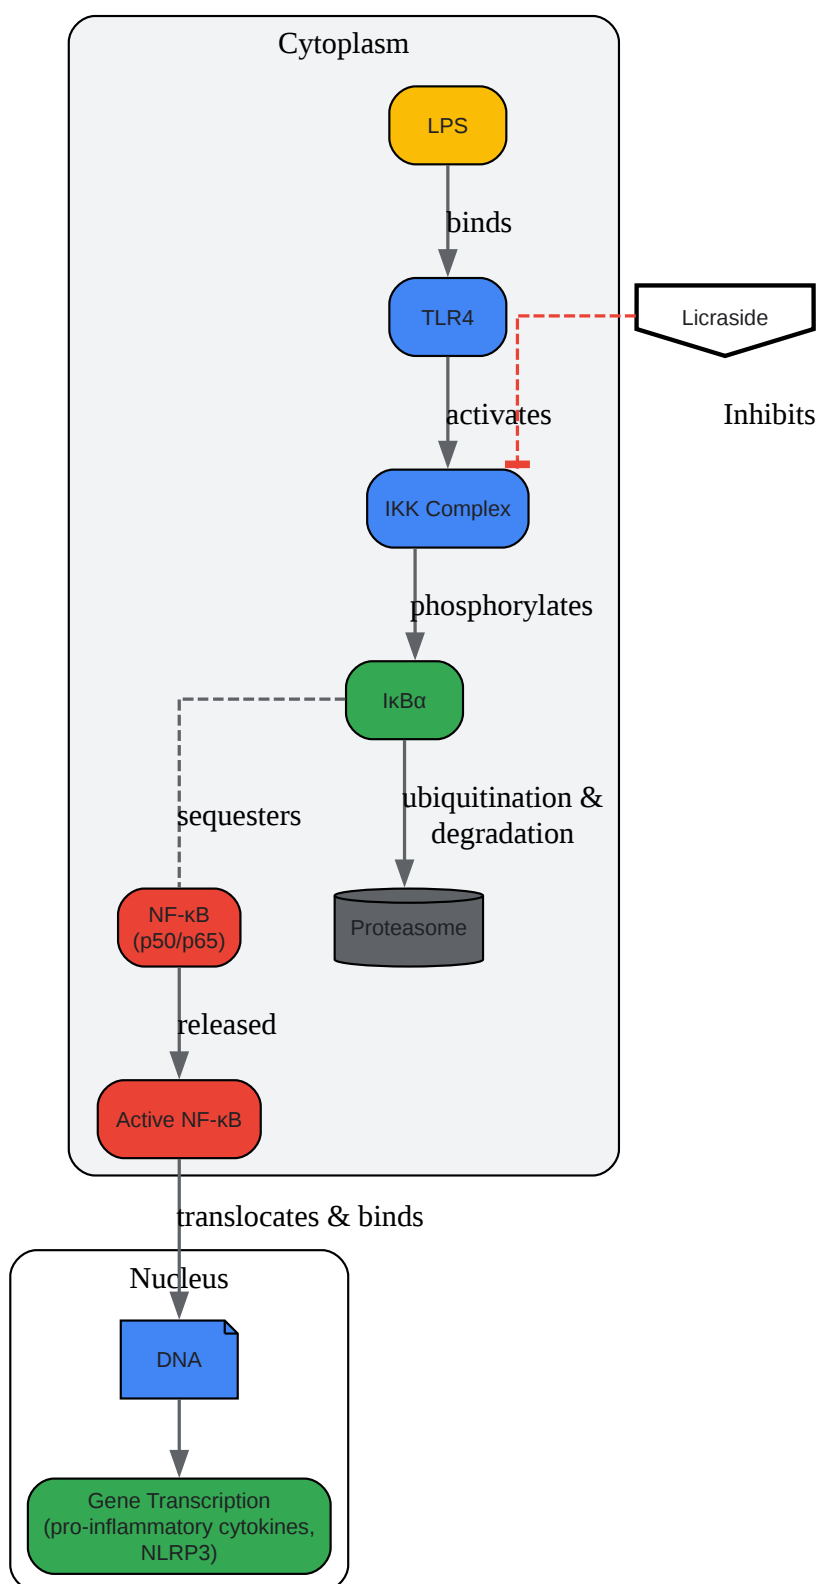 Cytoplasm
LPS
binds
TLR4
Licraside
activates
Inhibits
IKK Complex
phosphorylates
IκBα
ubiquitination &
degradation
sequesters
NF-κB
(p50/p65)
Proteasome
released
Active NF-κB
translocates & binds
Nucleus
DNA
Gene Transcription
(pro-inflammatory cytokines,
NLRP3)